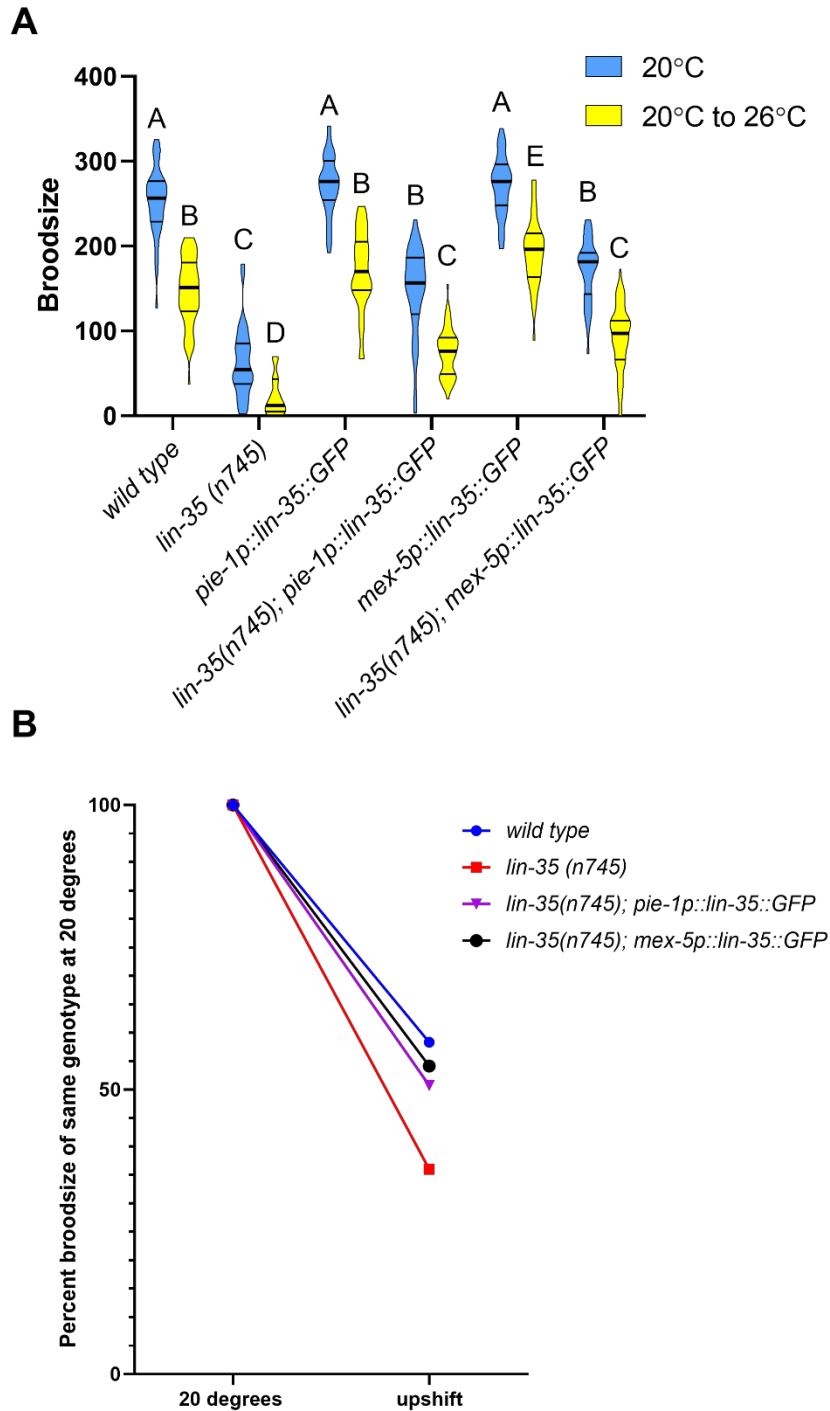 A
20°C
20°C to 26°C
Broodsize
400
300
200
100
0
A
B
C
D
A
B
B
C
A
E
B
C
wild type
lin-35 (n745)
pie-1p::lin-35::GFP
lin-35(n745); pie-1p::lin-35::GFP
mex-5p::lin-35::GFP
lin-35(n745); mex-5p::lin-35::GFP
B
Percent broodsize of same genotype at 20 degrees
100
50
0
20 degrees
upshift
wild type
lin-35 (n745)
lin-35(n745); pie-1p::lin-35::GFP
lin-35(n745); mex-5p::lin-35::GFP